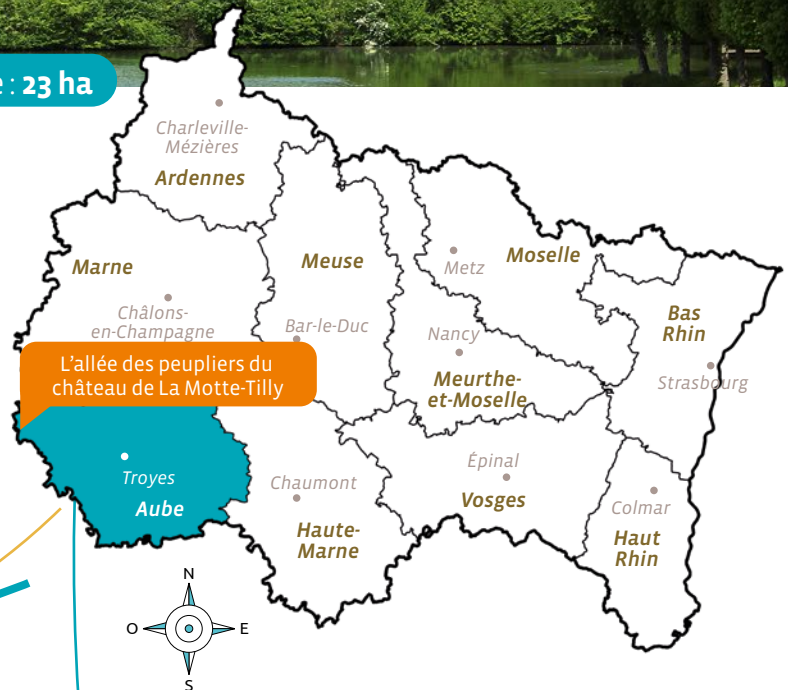 e : 23 ha
Charleville-
Mézières
Ardennes
Marne
Meuse
Moselle
Metz
Châlons-
en-Champagne
Bar-le-Duc
Nancy
Bas
Rhin
Strasbourg
L'allée des peupliers du
château de La Motte-Tilly
Meurthe-
et-Moselle
Troyes
Aube
Chaumont
Haute-
Marne
Épinal
Vosges
Colmar
Haut
Rhin
N
O
E
S